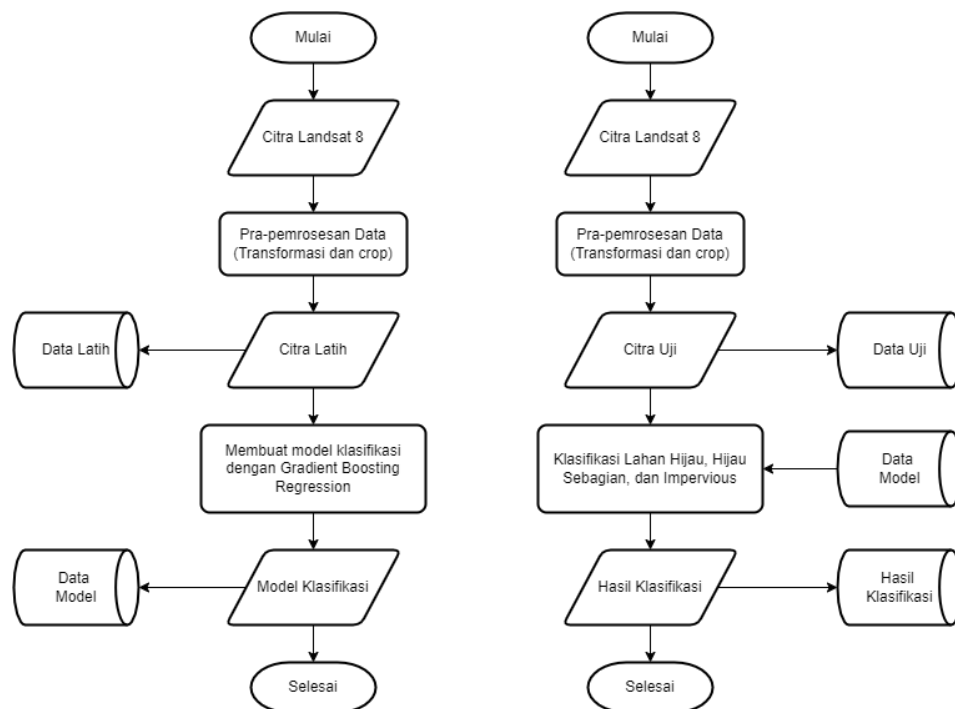 Mulai
Citra Landsat 8
Pra-pemrosesan Data
(Transformasi dan crop)
Data Latih
Citra Latih
Membuat model klasifikasi
dengan Gradient Boosting
Regression
Data
Model
Model Klasifikasi
Selesai
Mulai
Citra Landsat 8
Pra-pemrosesan Data
(Transformasi dan crop)
Citra Uji
Data Uji
Klasifikasi Lahan Hijau, Hijau
Sebagian, dan Impervious
Data
Model
Hasil Klasifikasi
Hasil
Klasifikasi
Selesai